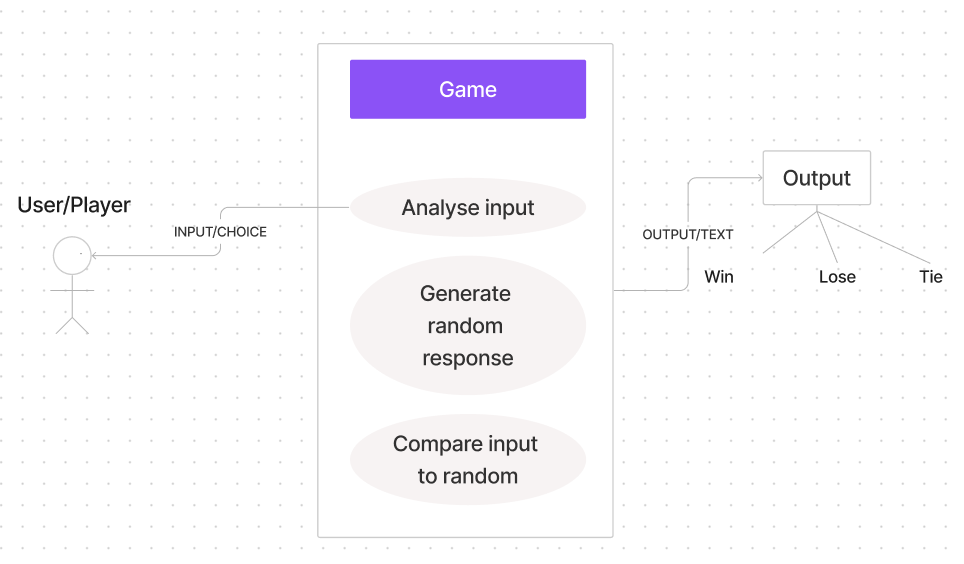 Game
User/Player
INPUT/CHOICE
Analyse input
Generate
random
response
Compare input
to random
OUTPUT/TEXT
Output
Win
Lose
Tie